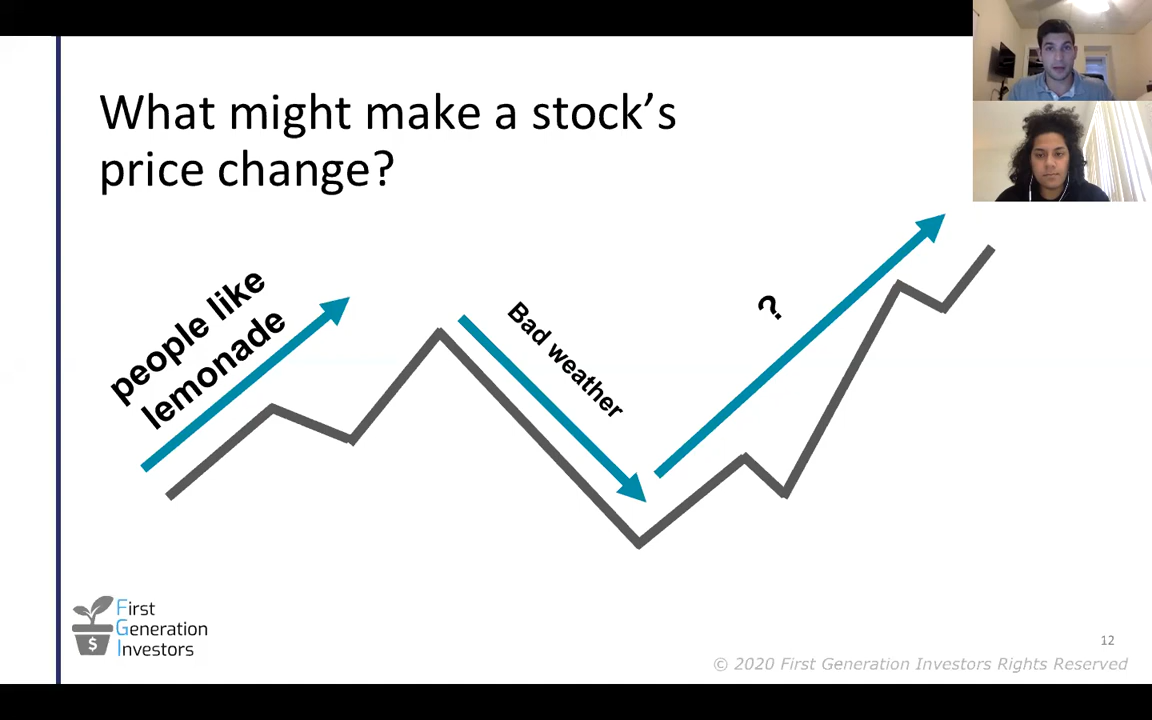 What might make a stock’s
price change?
people like
lemonade
Bad weather
?
First
Generation
Investors
$
12
© 2020 First Generation Investors Rights Reserved